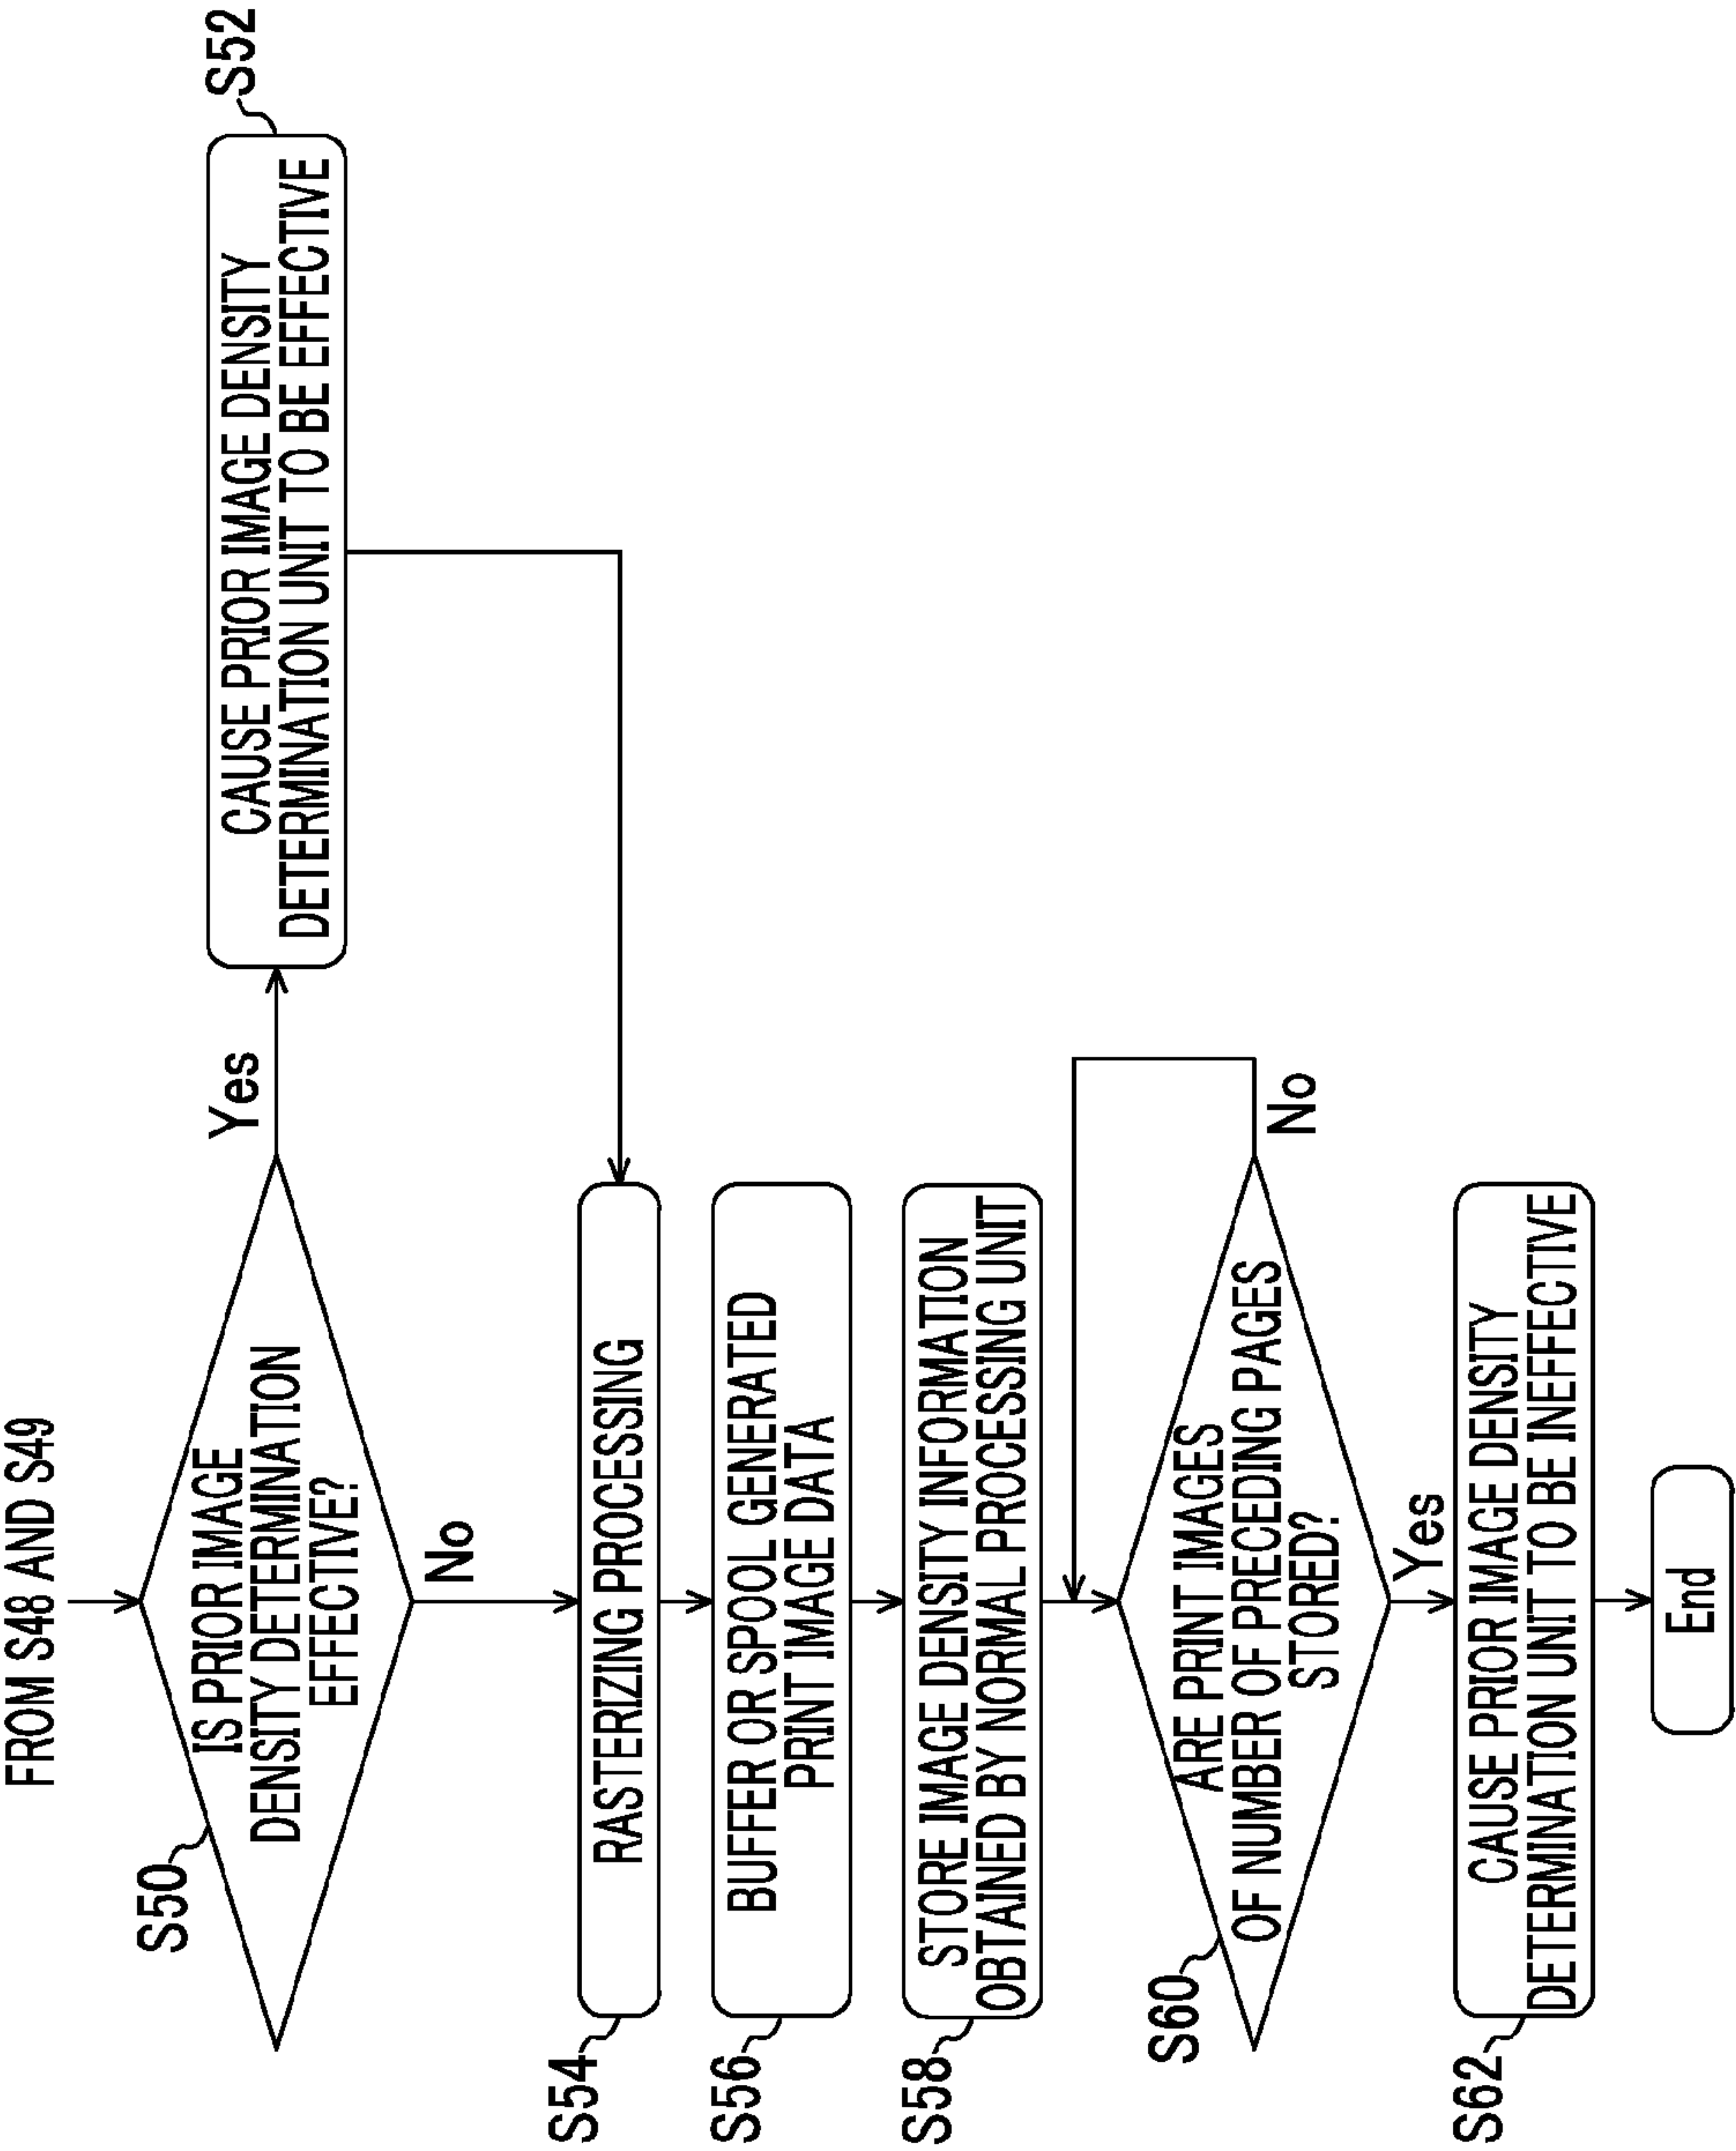 FROM S48 AND S49
S50
IS PRIOR IMAGE
DENSITY DETERMINATION
EFFECTIVE?
Yes
No
S52
CAUSE PRIOR IMAGE DENSITY
DETERMINATION UNIT TO BE EFFECTIVE
S54
RASTERIZING PROCESSING
S56
BUFFER OR SPOOL GENERATED
PRINT IMAGE DATA
S58
STORE IMAGE DENSITY INFORMATION
OBTAINED BY NORMAL PROCESSING UNIT
S60
ARE PRINT IMAGES
OF NUMBER OF PRECEDING PAGES
STORED?
No
Yes
S62
CAUSE PRIOR IMAGE DENSITY
DETERMINATION UNIT TO BE INEFFECTIVE
End